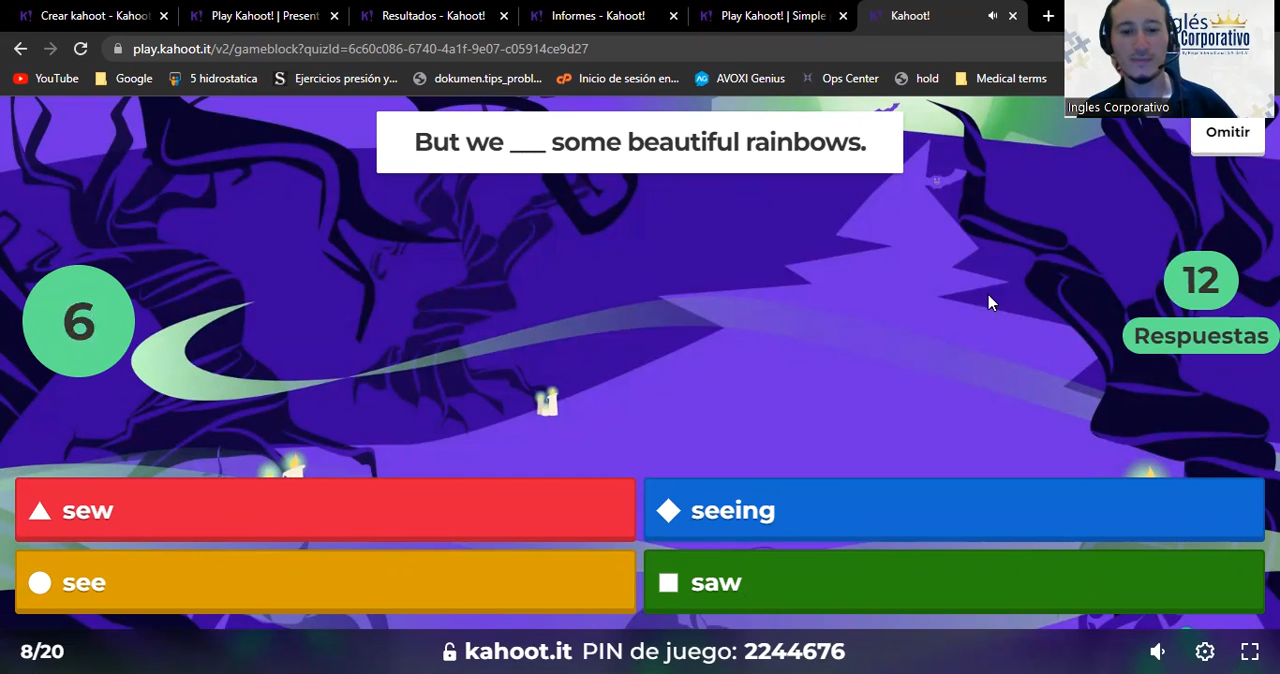 Crear kahoot - Kahoot
Play Kahoot! | Present
Resultados - Kahoot!
Informes - Kahoot!
Play Kahoot! | Simple
Kahoot!
play.kahoot.it/v2/gameblock?quizId=6c60c086-6740-4a1f-9e07-c05914ce9d27
YouTube
Google
5 hidrostatica
Ejercicios presión y...
dokumen.tips_probl...
Inicio de sesión en...
AVOXI Genius
Ops Center
hold
Medical terms
glés
Corporativo
Ingles Corporativo
But we ___ some beautiful rainbows.
Omitir
6
12
Respuestas
sew
seeing
see
saw
8/20
kahoot.it PIN de juego: 2244676